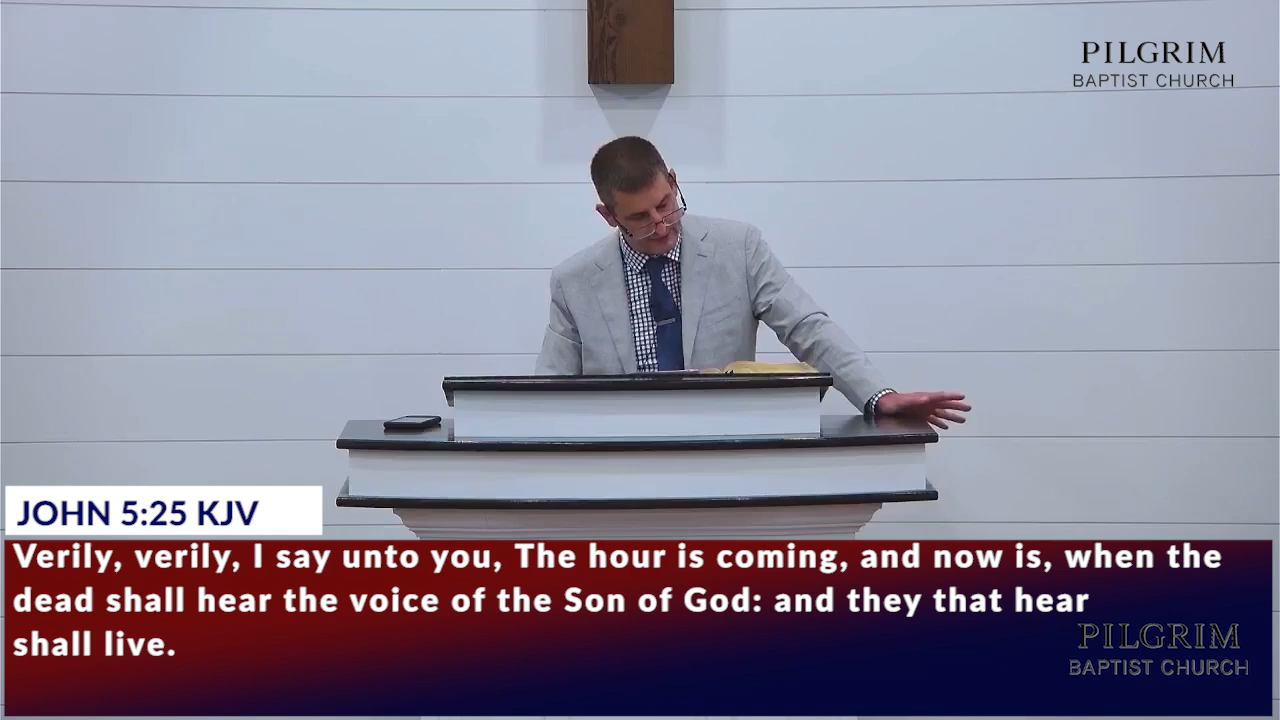 PILGRIM
BAPTIST CHURCH
JOHN 5:25 KJV
Verily, verily, I say unto you, The hour is coming, and now is, when the
dead shall hear the voice of the Son of God: and they that hear
shall live.
PILGRIM
BAPTIST CHURCH